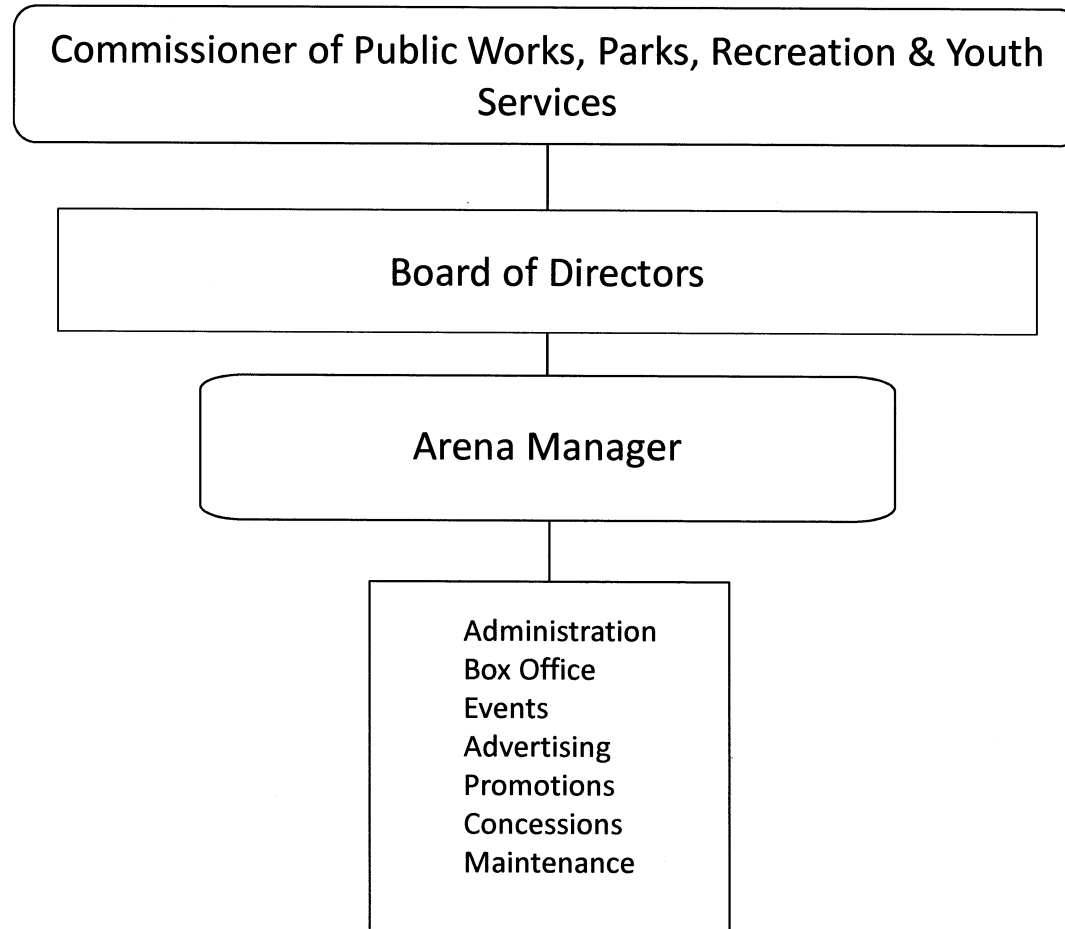 Commissioner of Public Works, Parks, Recreation & Youth
Services
Board of Directors
Arena Manager
Administration
Box Office
Events
Advertising
Promotions
Concessions
Maintenance